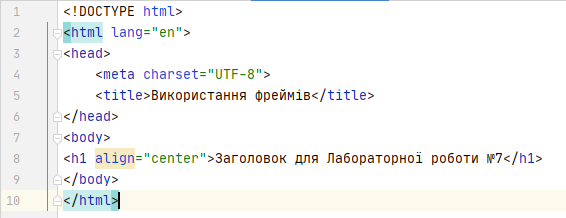 1 <!DOCTYPE html>
2 <html lang="en">
3 <head>
4 <meta charset="UTF-8">
5 <title>Використання фреймів</title>
6 </head>
7 <body>
8 <h1 align="center">Заголовок для Лабораторної роботи №7</h1>
9 </body>
10 </html>